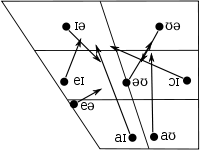 ɪə ʊə
eɪ əʊ ɔɪ
eə
aɪ aʊ